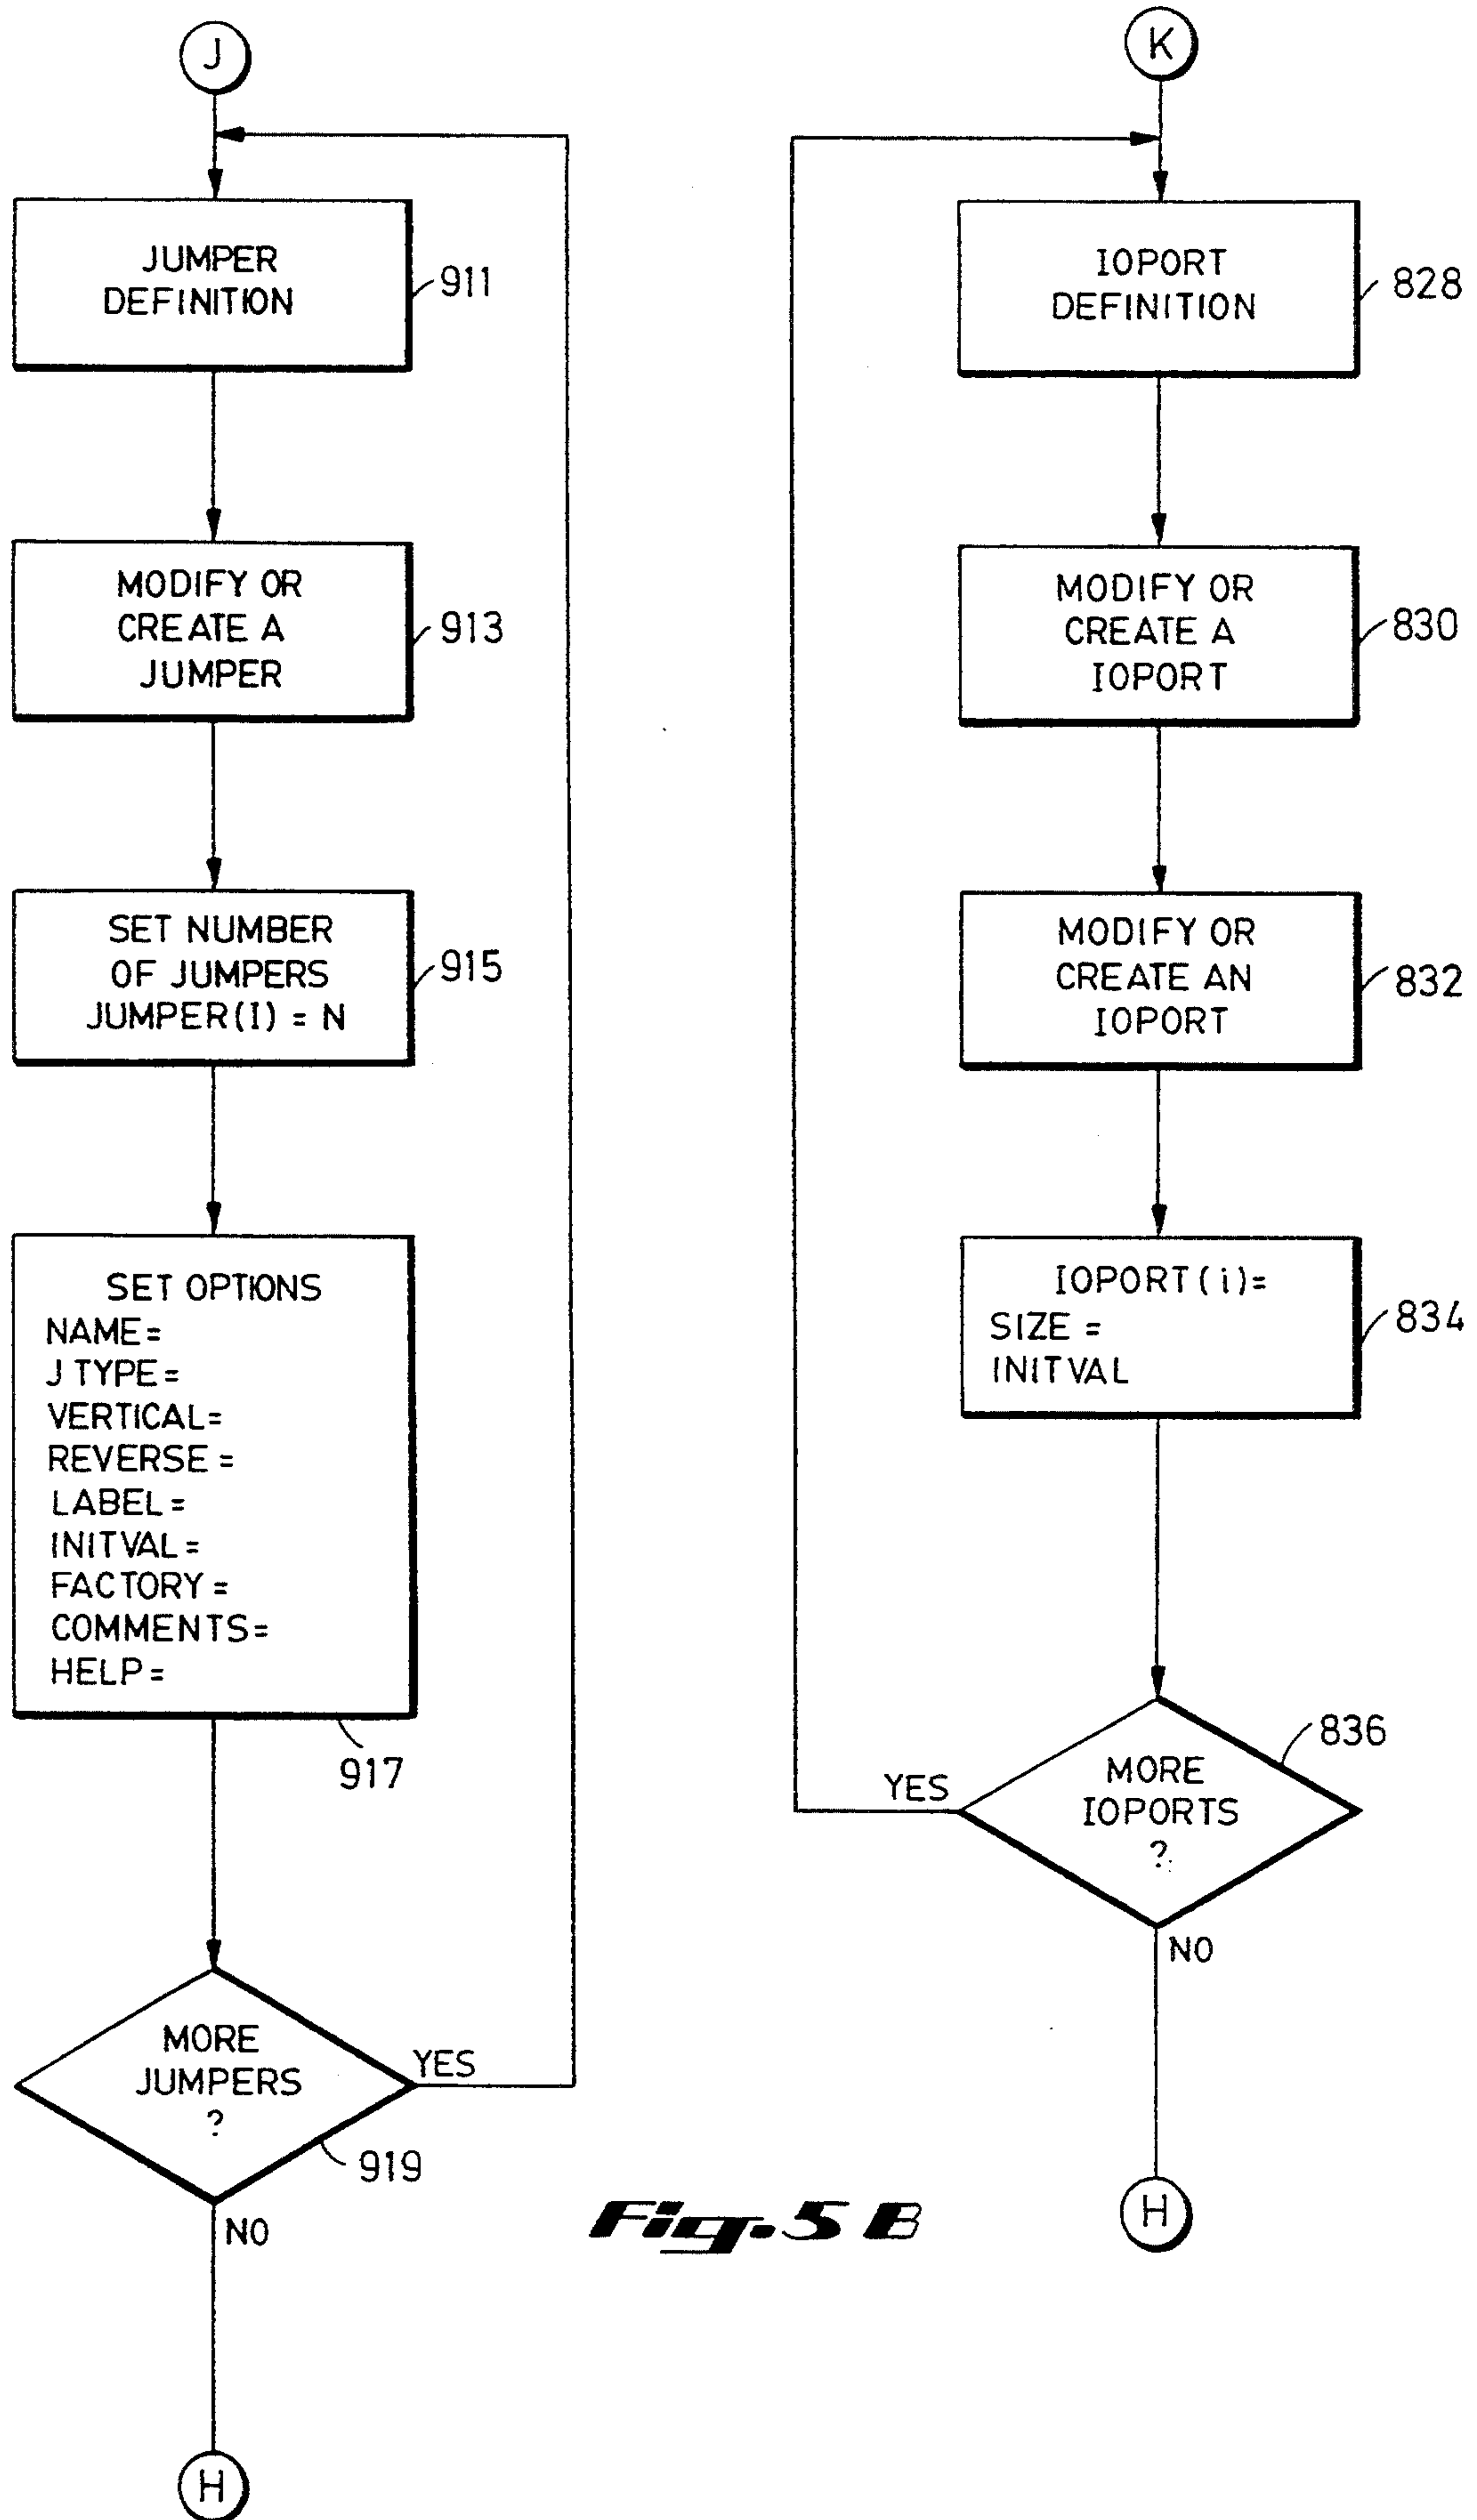 J
JUMPER
DEFINITION
911
MODIFY OR
CREATE A
JUMPER
913
SET NUMBER
OF JUMPERS
JUMPER(I) = N
915
SET OPTIONS
NAME=
J TYPE=
VERTICAL=
REVERSE =
LABEL=
INITVAL=
FACTORY =
COMMENTS=
HELP=
917
MORE
JUMPERS
?
YES
919
NO
H
K
IOPORT
DEFINITION
828
MODIFY OR
CREATE A
IOPORT
830
MODIFY OR
CREATE AN
IOPORT
832
IOPORT(i)=
SIZE =
INITVAL
834
836
YES
MORE
IOPORTS
?
NO
H
Fig. 5 B